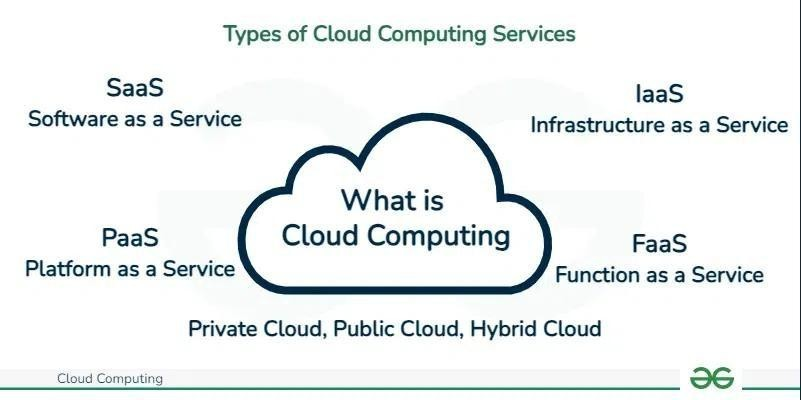 Types of Cloud Computing Services
SaaS
Software as a Service
IaaS
Infrastructure as a Service
What is
Cloud Computing
PaaS
Platform as a Service
FaaS
Function as a Service
Private Cloud, Public Cloud, Hybrid Cloud
Cloud Computing